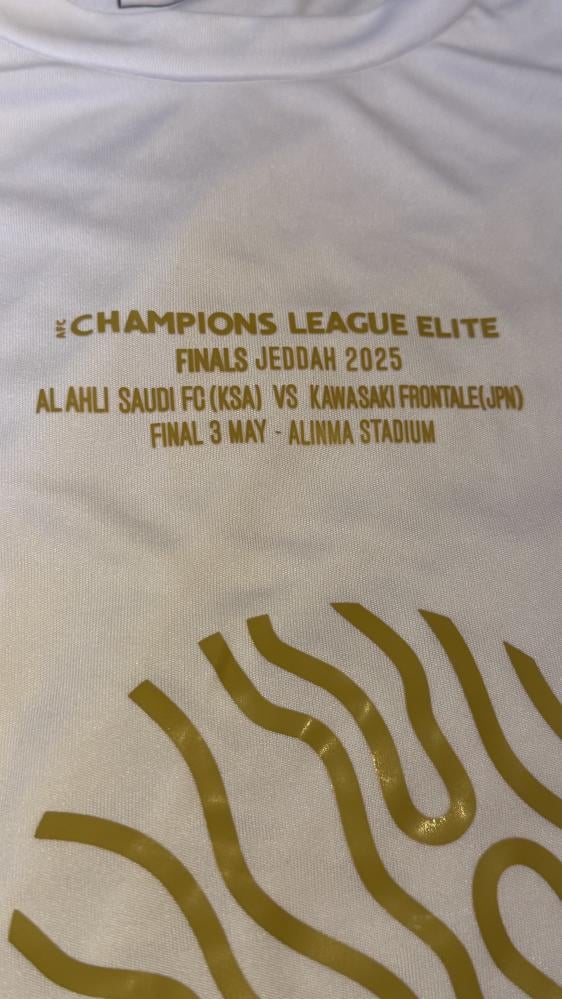 AFC CHAMPIONS LEAGUE ELITE
FINALS JEDDAH 2025
AL AHLI SAUDI FC (KSA) VS KAWASAKI FRONTALE(JPN)
FINAL 3 MAY - ALINMA STADIUM